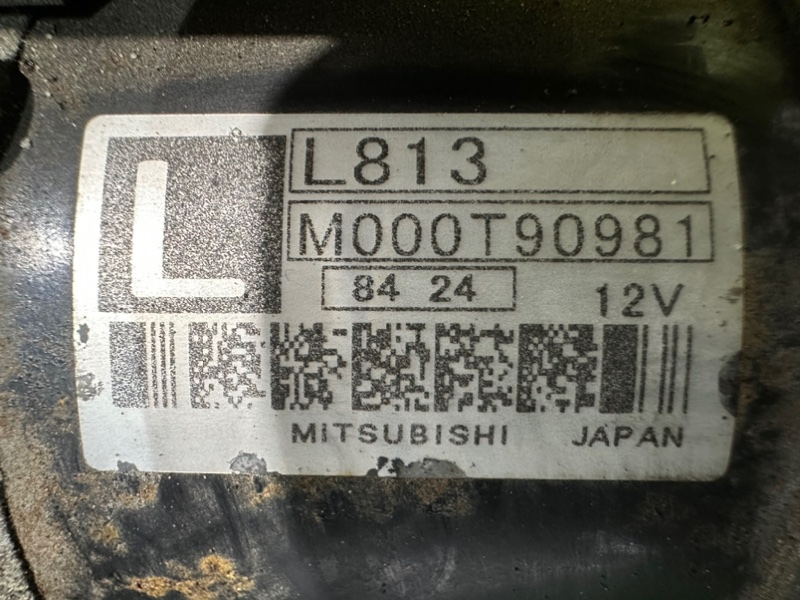 L
L813
M000T90981
84 24
12V
MITSUBISHI JAPAN